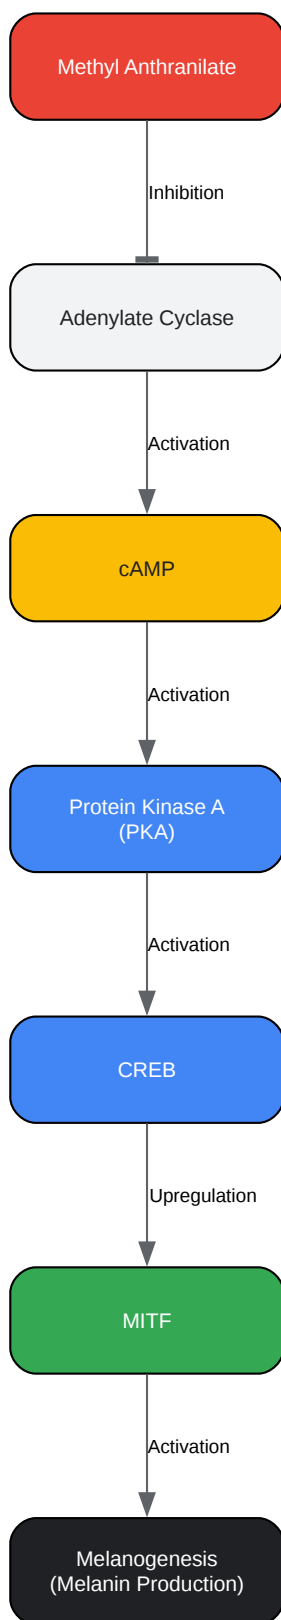 Methyl Anthranilate
Inhibition
Adenylate Cyclase
Activation
cAMP
Activation
Protein Kinase A
(PKA)
Activation
CREB
Upregulation
MITF
Activation
Melanogenesis
(Melanin Production)